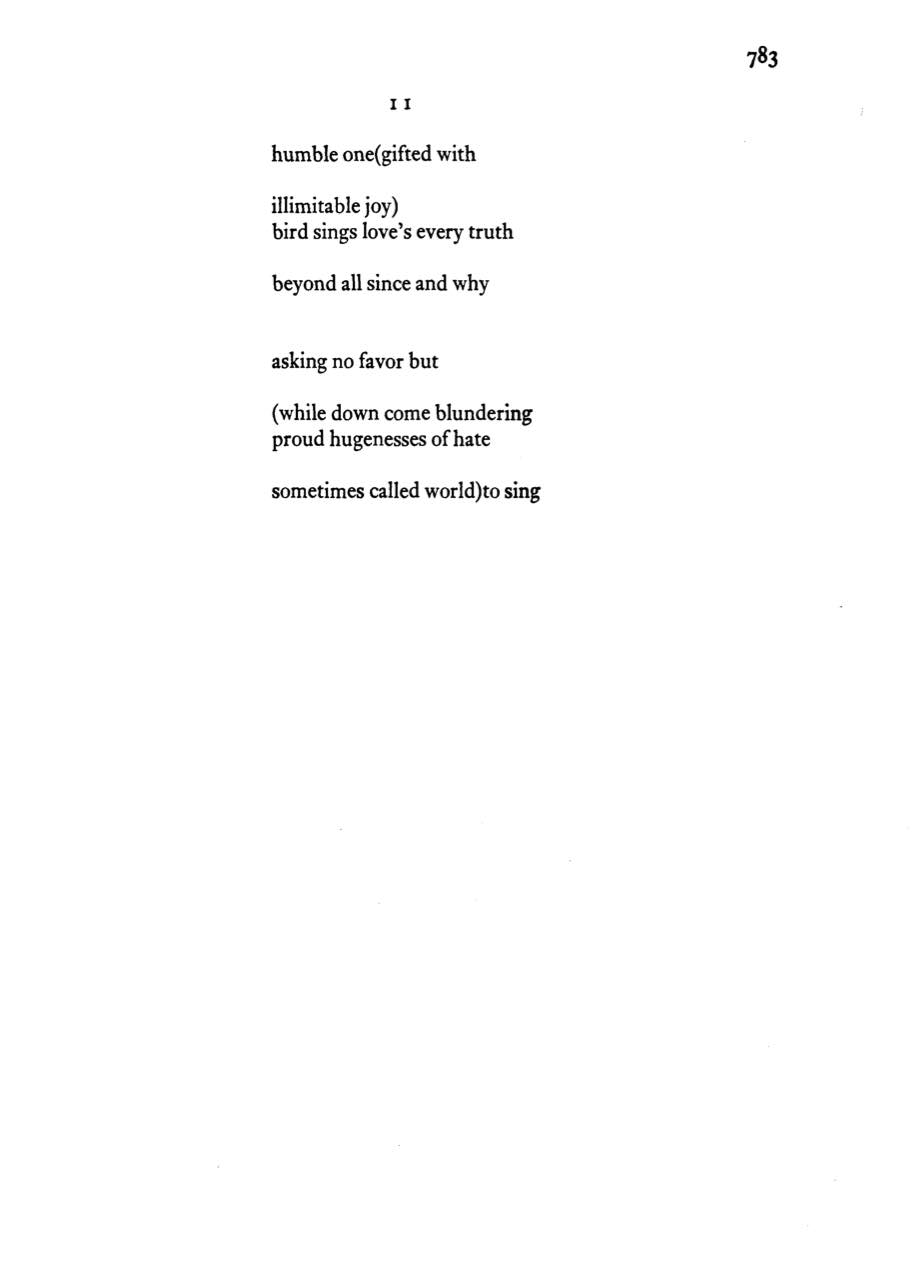 783
11
humble one(gifted with
illimitable joy)
bird sings love's every truth
beyond all since and why
asking no favor but
(while down come blundering
proud hugenesses of hate
sometimes called world)to sing